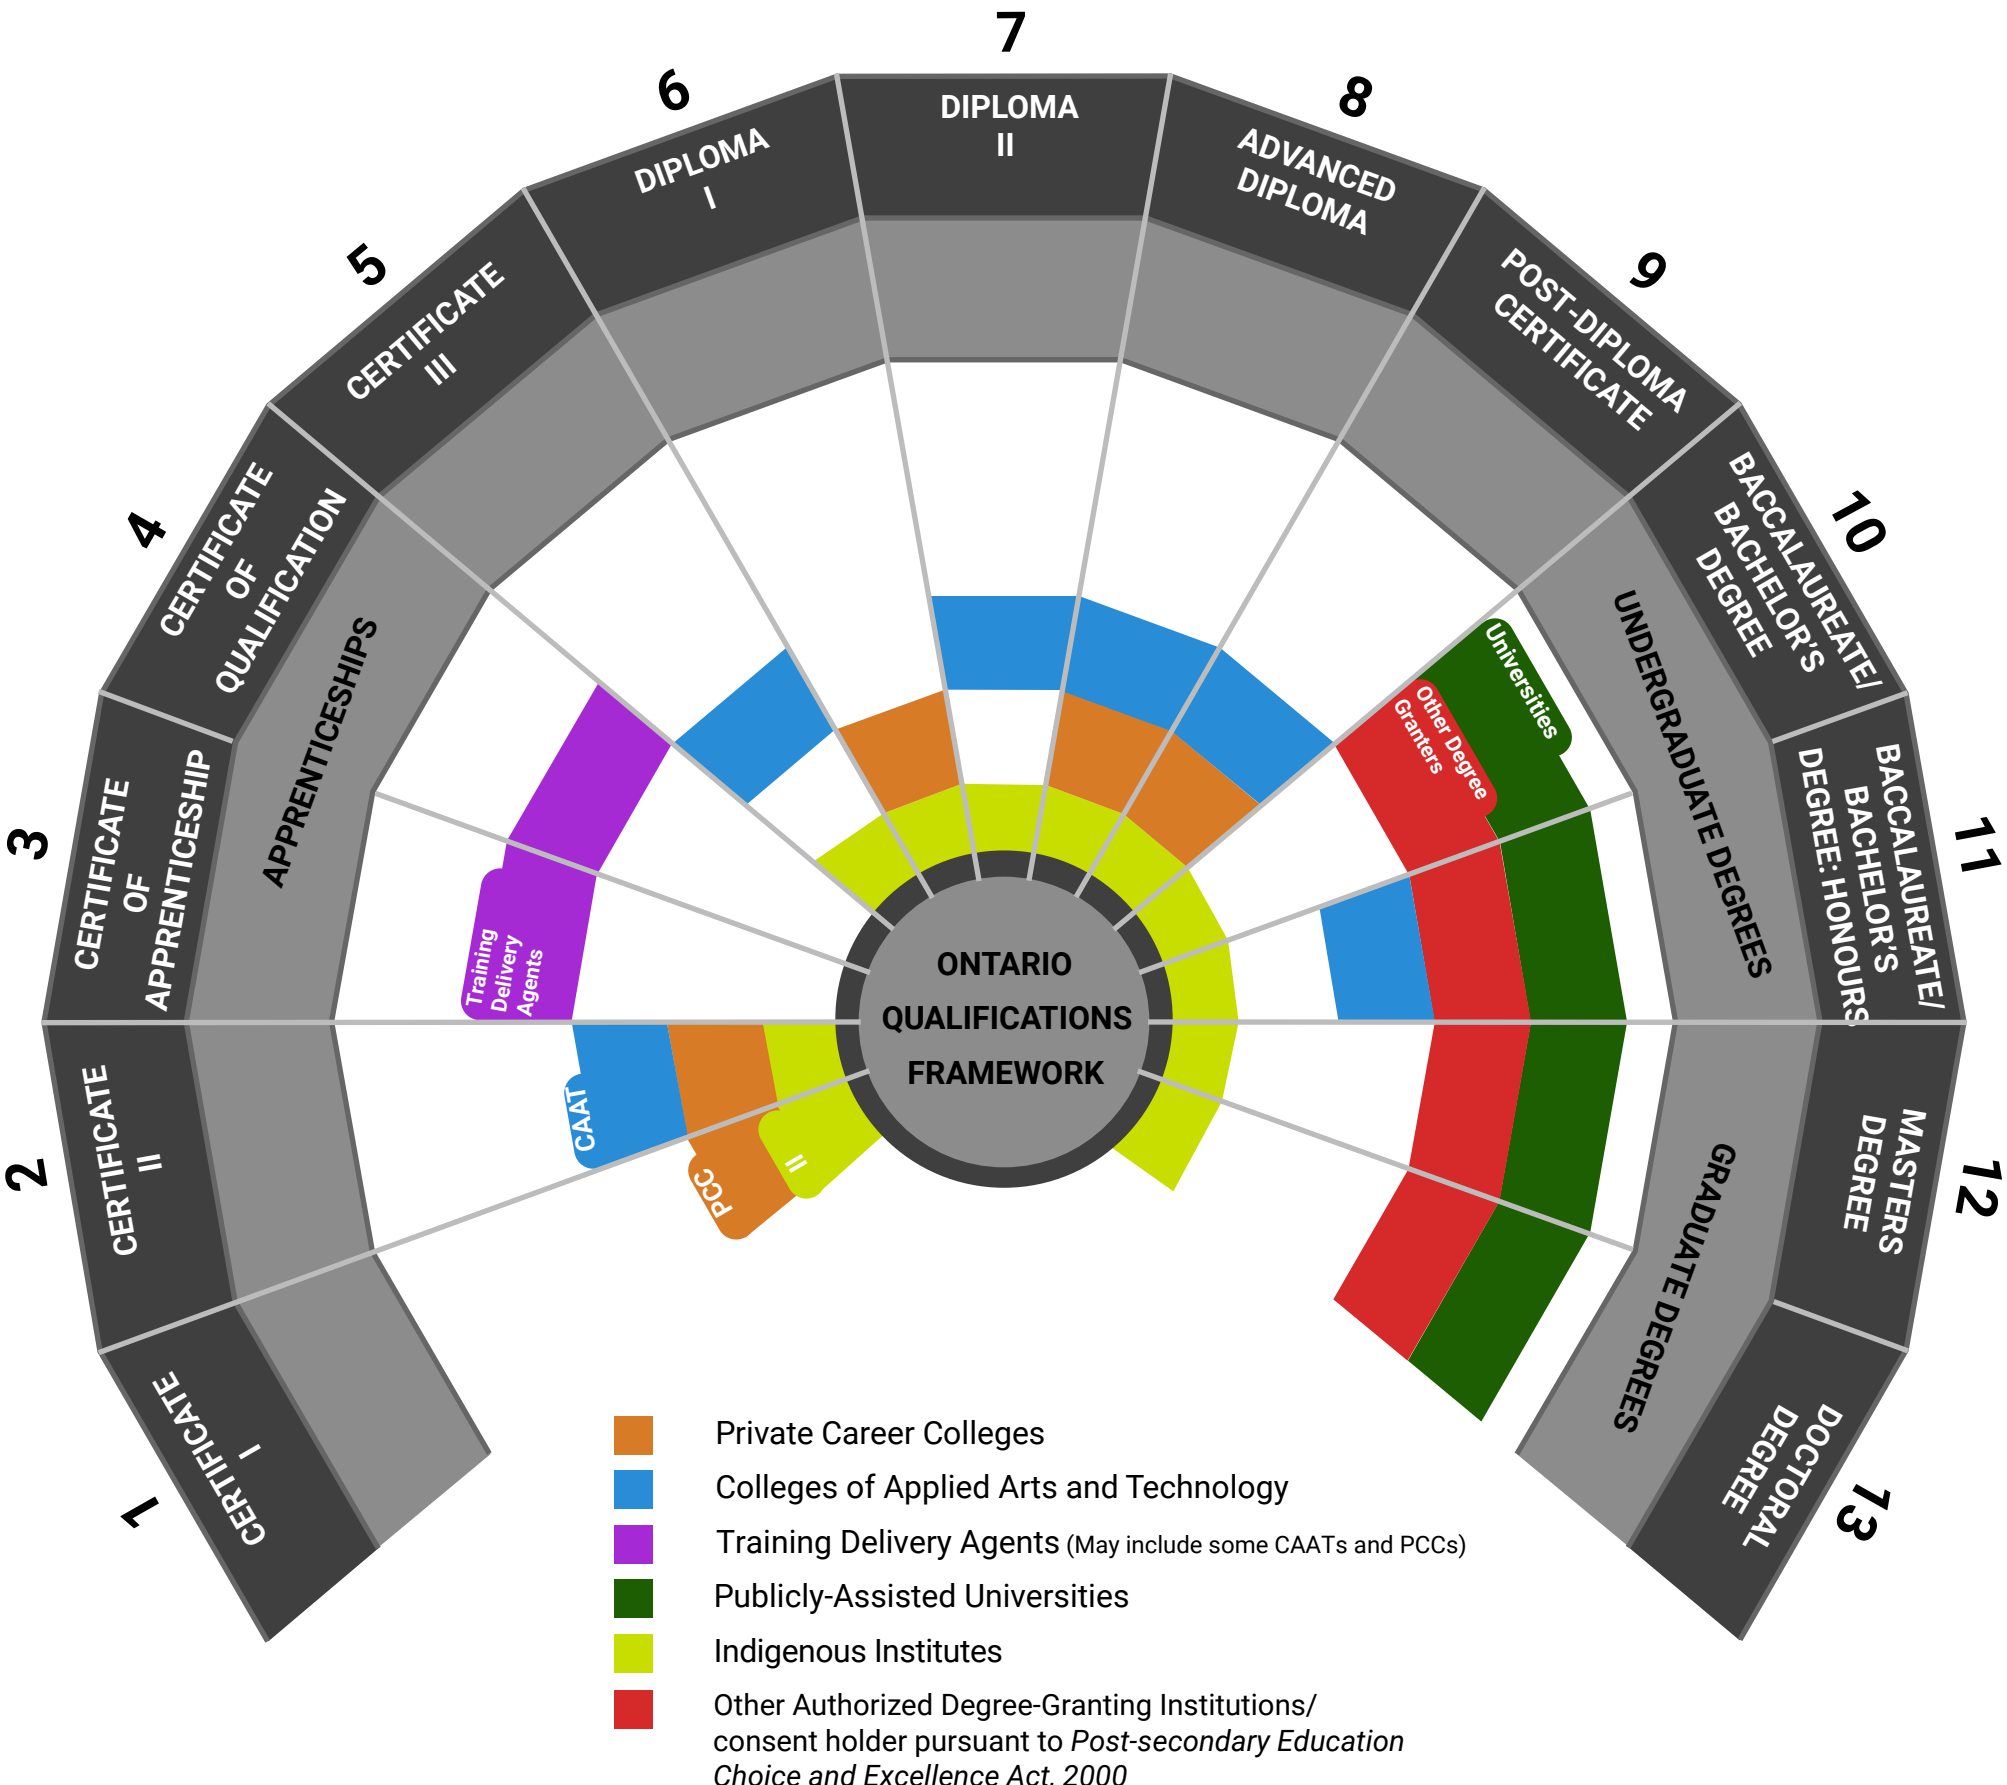 1
CERTIFICATE
I
2
CERTIFICATE
II
3
CERTIFICATE
OF
APPRENTICESHIP
4
CERTIFICATE
OF
QUALIFICATION
5
CERTIFICATE
III
6
DIPLOMA
I
7
DIPLOMA
II
8
ADVANCED
DIPLOMA
9
POST-DIPLOMA
CERTIFICATE
10
BACCALAUREATE/
BACHELOR'S
DEGREE
11
BACCALAUREATE/
BACHELOR'S
DEGREE: HONOURS
12
MASTERS
DEGREE
13
DOCTORAL
DEGREE
APPRENTICESHIPS
UNDERGRADUATE DEGREES
GRADUATE DEGREES
Training
Delivery
Agents
CAAT
PCC
II
Universities
Other Degree
Granters
ONTARIO
QUALIFICATIONS
FRAMEWORK
Private Career Colleges
Colleges of Applied Arts and Technology
Training Delivery Agents (May include some CAATs and PCCs)
Publicly-Assisted Universities
Indigenous Institutes
Other Authorized Degree-Granting Institutions/
consent holder pursuant to Post-secondary Education
Choice and Excellence Act, 2000